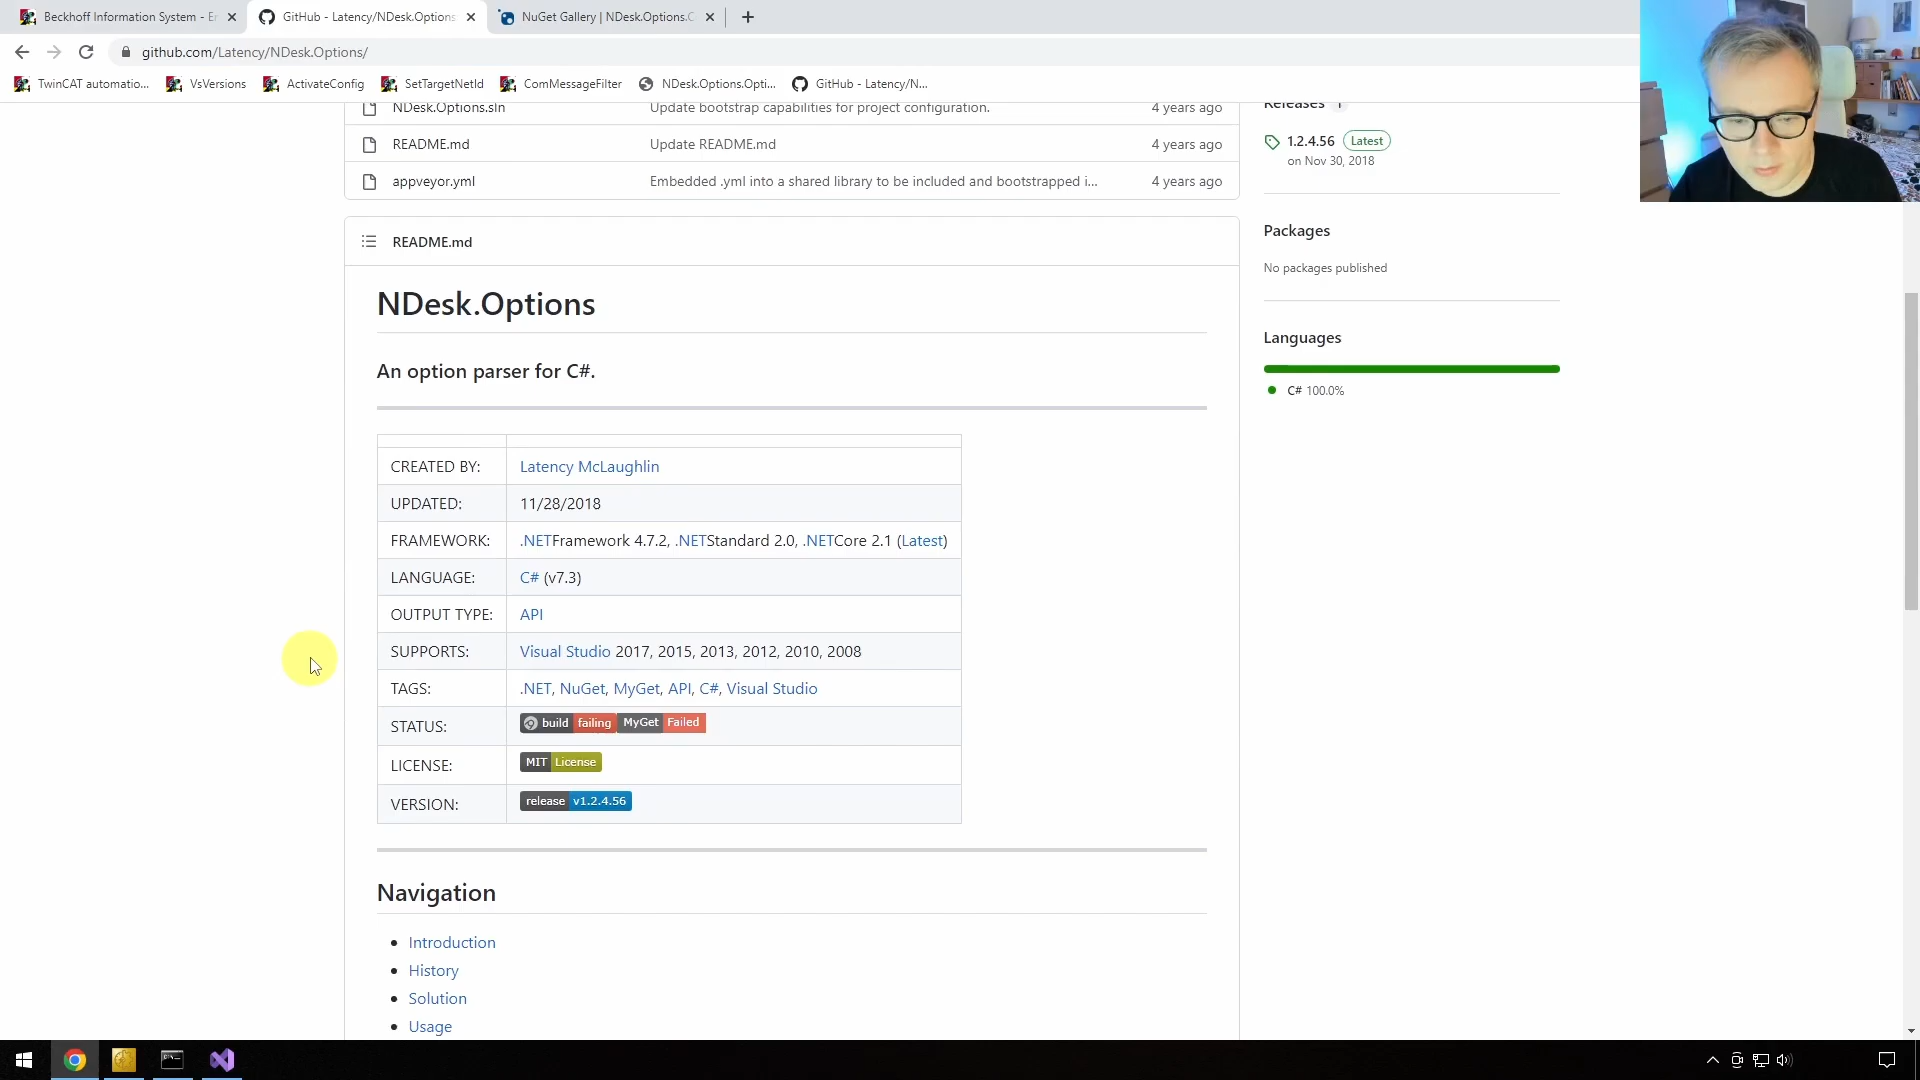 Beckhoff Information System - Er
GitHub - Latency/NDesk.Options
NuGet Gallery | NDesk.Options.C
github.com/Latency/NDesk.Options/
TwinCAT automatio...
VsVersions
ActivateConfig
SetTargetNetId
ComMessageFilter
NDesk.Options.Opti...
GitHub - Latency/N...
NDesk.Options.sln Update bootstrap capabilities for project configuration. 4 years ago
README.md Update README.md 4 years ago
appveyor.yml Embedded .yml into a shared library to be included and bootstrapped i... 4 years ago
README.md
NDesk.Options
An option parser for C#.
CREATED BY: Latency McLaughlin
UPDATED: 11/28/2018
FRAMEWORK: .NETFramework 4.7.2, .NETStandard 2.0, .NETCore 2.1 (Latest)
LANGUAGE: C# (v7.3)
OUTPUT TYPE: API
SUPPORTS: Visual Studio 2017, 2015, 2013, 2012, 2010, 2008
TAGS: .NET, NuGet, MyGet, API, C#, Visual Studio
STATUS: build failing MyGet Failed
LICENSE: MIT License
VERSION: release v1.2.4.56
Navigation
Introduction
History
Solution
Usage
Releases 1
1.2.4.56 Latest
on Nov 30, 2018
Packages
No packages published
Languages
C# 100.0%